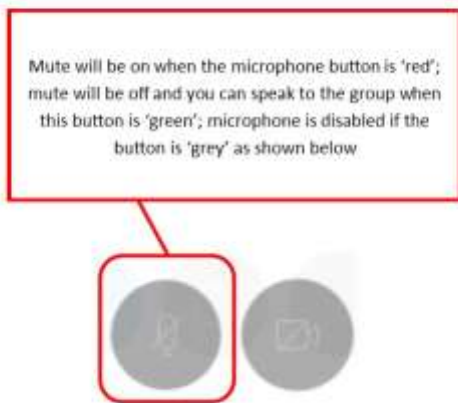 Mute will be on when the microphone button is ‘red’;
mute will be off and you can speak to the group when
this button is ‘green’; microphone is disabled if the
button is ‘grey’ as shown below